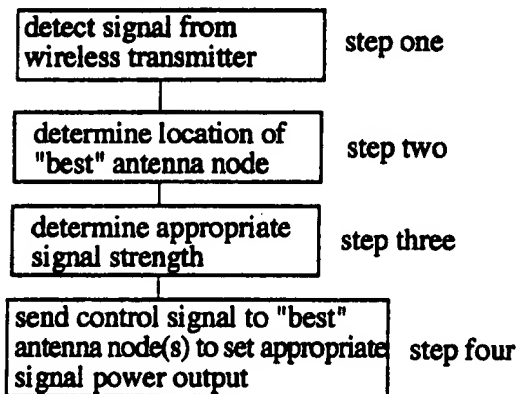 detect signal from
wireless transmitter
step one
determine location of
"best" antenna node
step two
determine appropriate
signal strength
step three
send control signal to "best"
antenna node(s) to set appropriate
signal power output
step four